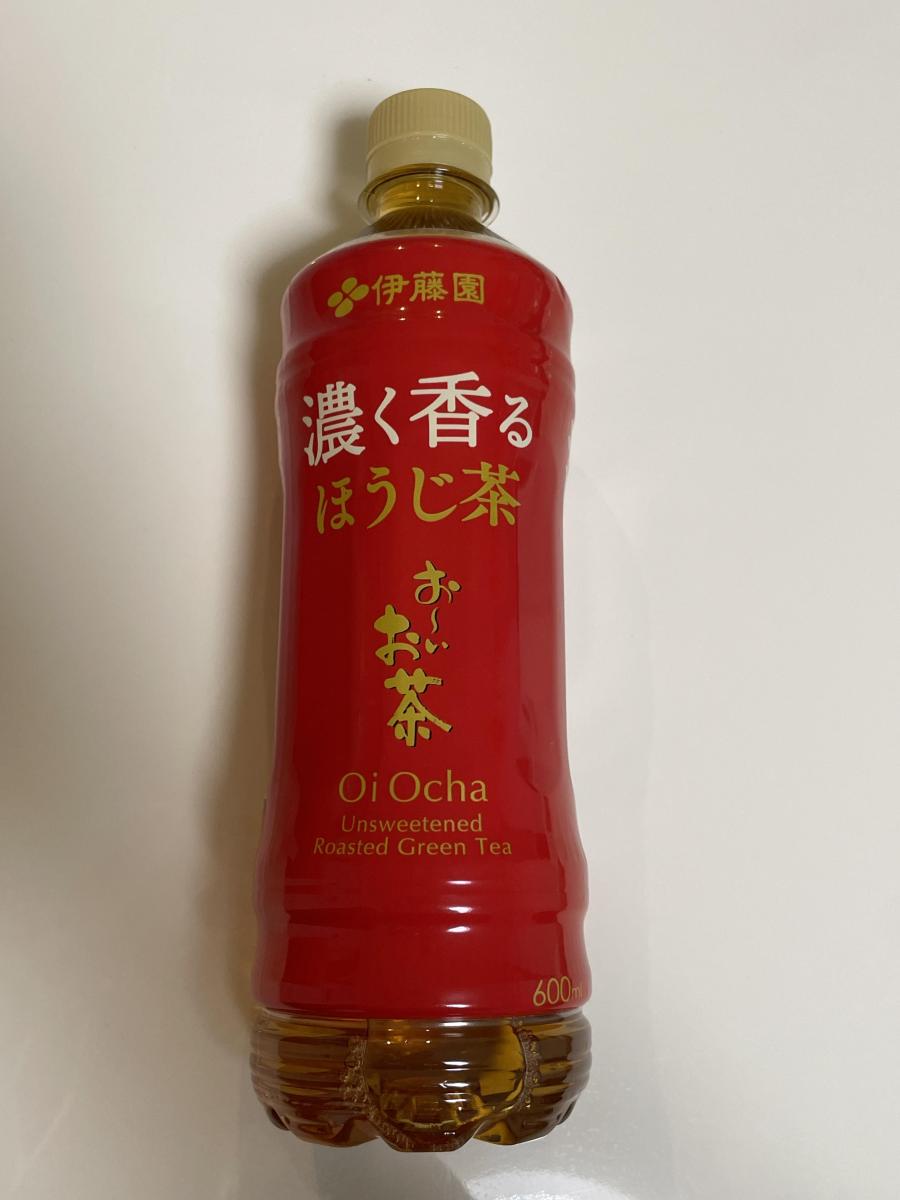 伊藤園
濃く香る
ほうじ茶
お～い
お茶
Oi Ocha
Unsweetened
Roasted Green Tea
600ml